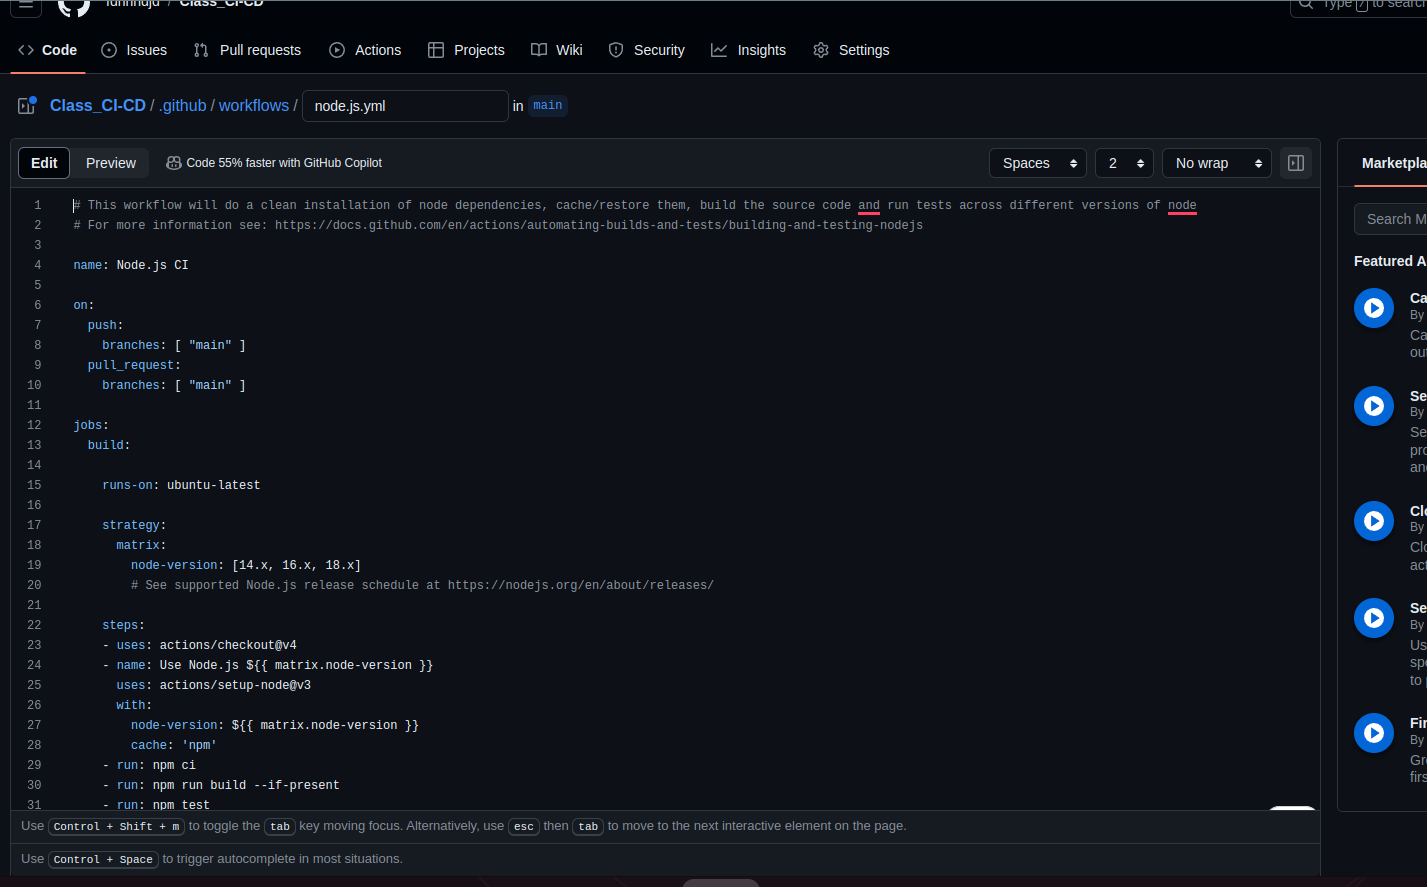 / Class_CI-CD
Type / to search
Code Issues Pull requests Actions Projects Wiki Security Insights Settings
Class_CI-CD / .github / workflows / node.js.yml in main
Edit Preview Code 55% faster with GitHub Copilot Spaces 2 No wrap
1 # This workflow will do a clean installation of node dependencies, cache/restore them, build the source code and run tests across different versions of node
2 # For more information see: https://docs.github.com/en/actions/automating-builds-and-tests/building-and-testing-nodejs
3
4 name: Node.js CI
5
6 on:
7 push:
8 branches: [ "main" ]
9 pull_request:
10 branches: [ "main" ]
11
12 jobs:
13 build:
14
15 runs-on: ubuntu-latest
16
17 strategy:
18 matrix:
19 node-version: [14.x, 16.x, 18.x]
20 # See supported Node.js release schedule at https://nodejs.org/en/about/releases/
21
22 steps:
23 - uses: actions/checkout@v4
24 - name: Use Node.js ${{ matrix.node-version }}
25 uses: actions/setup-node@v3
26 with:
27 node-version: ${{ matrix.node-version }}
28 cache: 'npm'
29 - run: npm ci
30 - run: npm run build --if-present
31 - run: npm test
Use Control + Shift + m to toggle the tab key moving focus. Alternatively, use esc then tab to move to the next interactive element on the page.
Use Control + Space to trigger autocomplete in most situations.
Marketpla
Search M
Featured A
Ca
By
Ca
out
Se
By
Se
pro
and
Clo
By
Clo
act
Se
By
Us
spe
to
Fir
By
Gre
firs